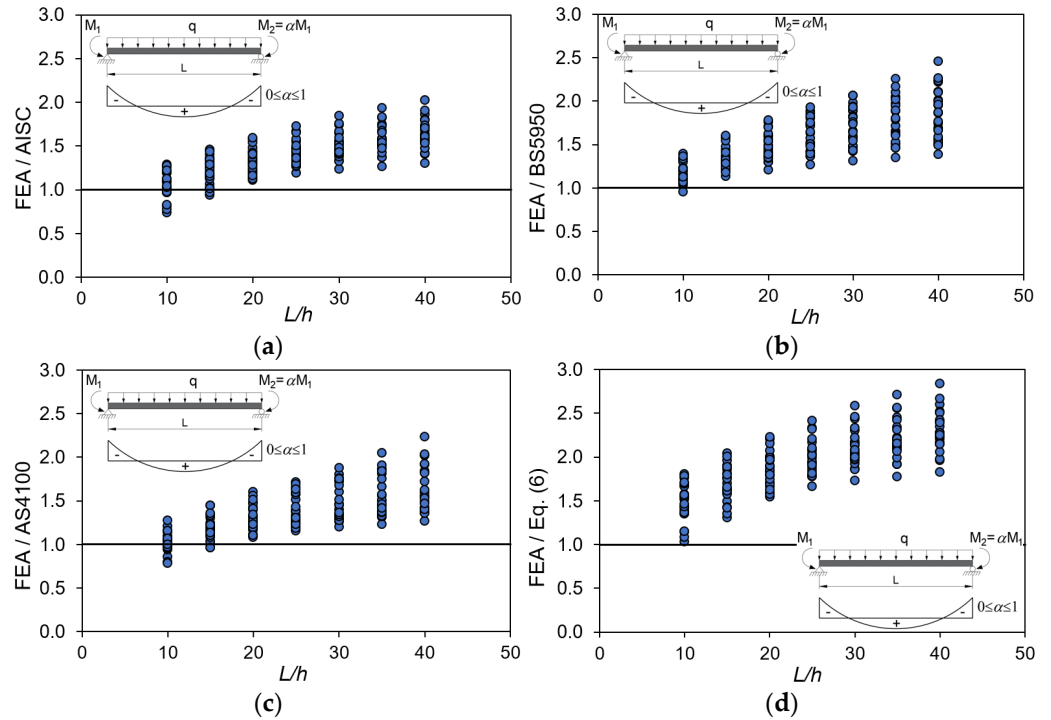 3.0
2.5
2.0
1.5
1.0
0.5
0.0
FEA / AISC
M1 q M2= αM1
L
- + -
0≤α≤1
0 10 20 30 40 50
L/h
(a)
3.0
2.5
2.0
1.5
1.0
0.5
0.0
FEA / BS5950
M1 q M2= αM1
L
- + -
0≤α≤1
0 10 20 30 40 50
L/h
(b)
3.0
2.5
2.0
1.5
1.0
0.5
0.0
FEA / AS4100
M1 q M2= αM1
L
- + -
0≤α≤1
0 10 20 30 40 50
L/h
(c)
3.0
2.5
2.0
1.5
1.0
0.5
0.0
FEA / Eq. (6)
M1 q M2= αM1
L
- + -
0≤α≤1
0 10 20 30 40 50
L/h
(d)